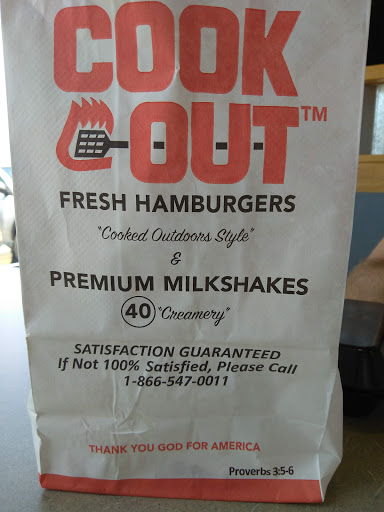 COOK
OUT™
FRESH HAMBURGERS
"Cooked Outdoors Style"
&
PREMIUM MILKSHAKES
40 "Creamery"
SATISFACTION GUARANTEED
If Not 100% Satisfied, Please Call
1-866-547-0011
THANK YOU GOD FOR AMERICA
Proverbs 3:5-6